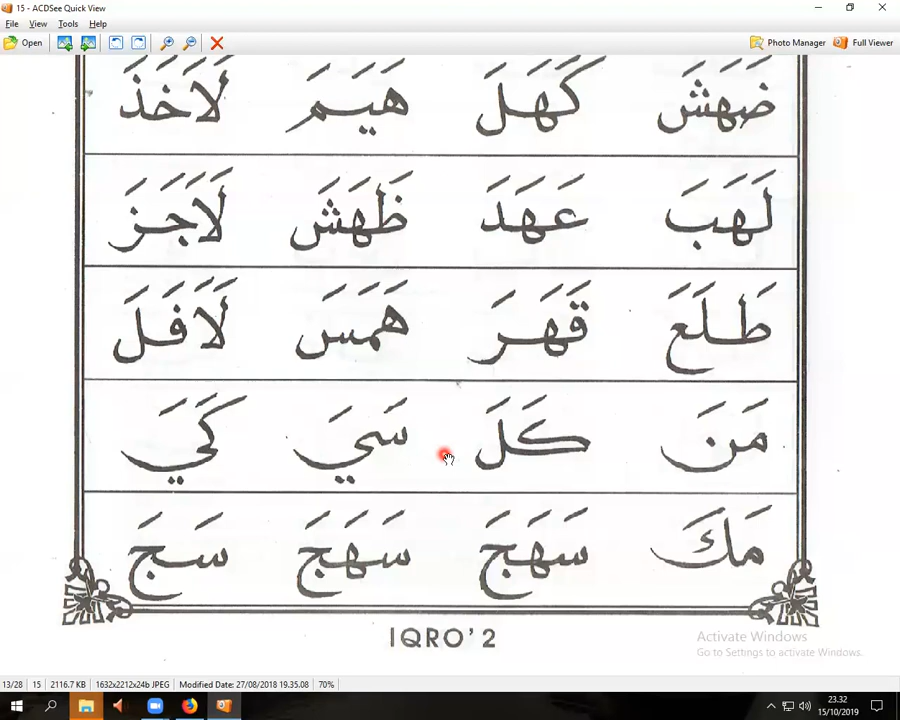 15 - ACDSee Quick View
File View Tools Help
Open Photo Manager Full Viewer
ضَهَشَ كَهَلَ هَيَمَ لَاَخَذَ
لَهَبَ عَهَدَ ظَهَشَ لَاَجَزَ
طَلَعَ قَهَرَ هَمَسَ لَاَفَلَ
مَنَ كَلَ سَيَ كَيَ
مَكَ سَهَجَ سَهَجَ سَجَ
IQRO'2
Activate Windows
Go to Settings to activate Windows.
13/28 15 2116.7 KB 1632x2212x24b JPEG Modified Date: 27/08/2018 19.35.08 70%
23.32
15/10/2019